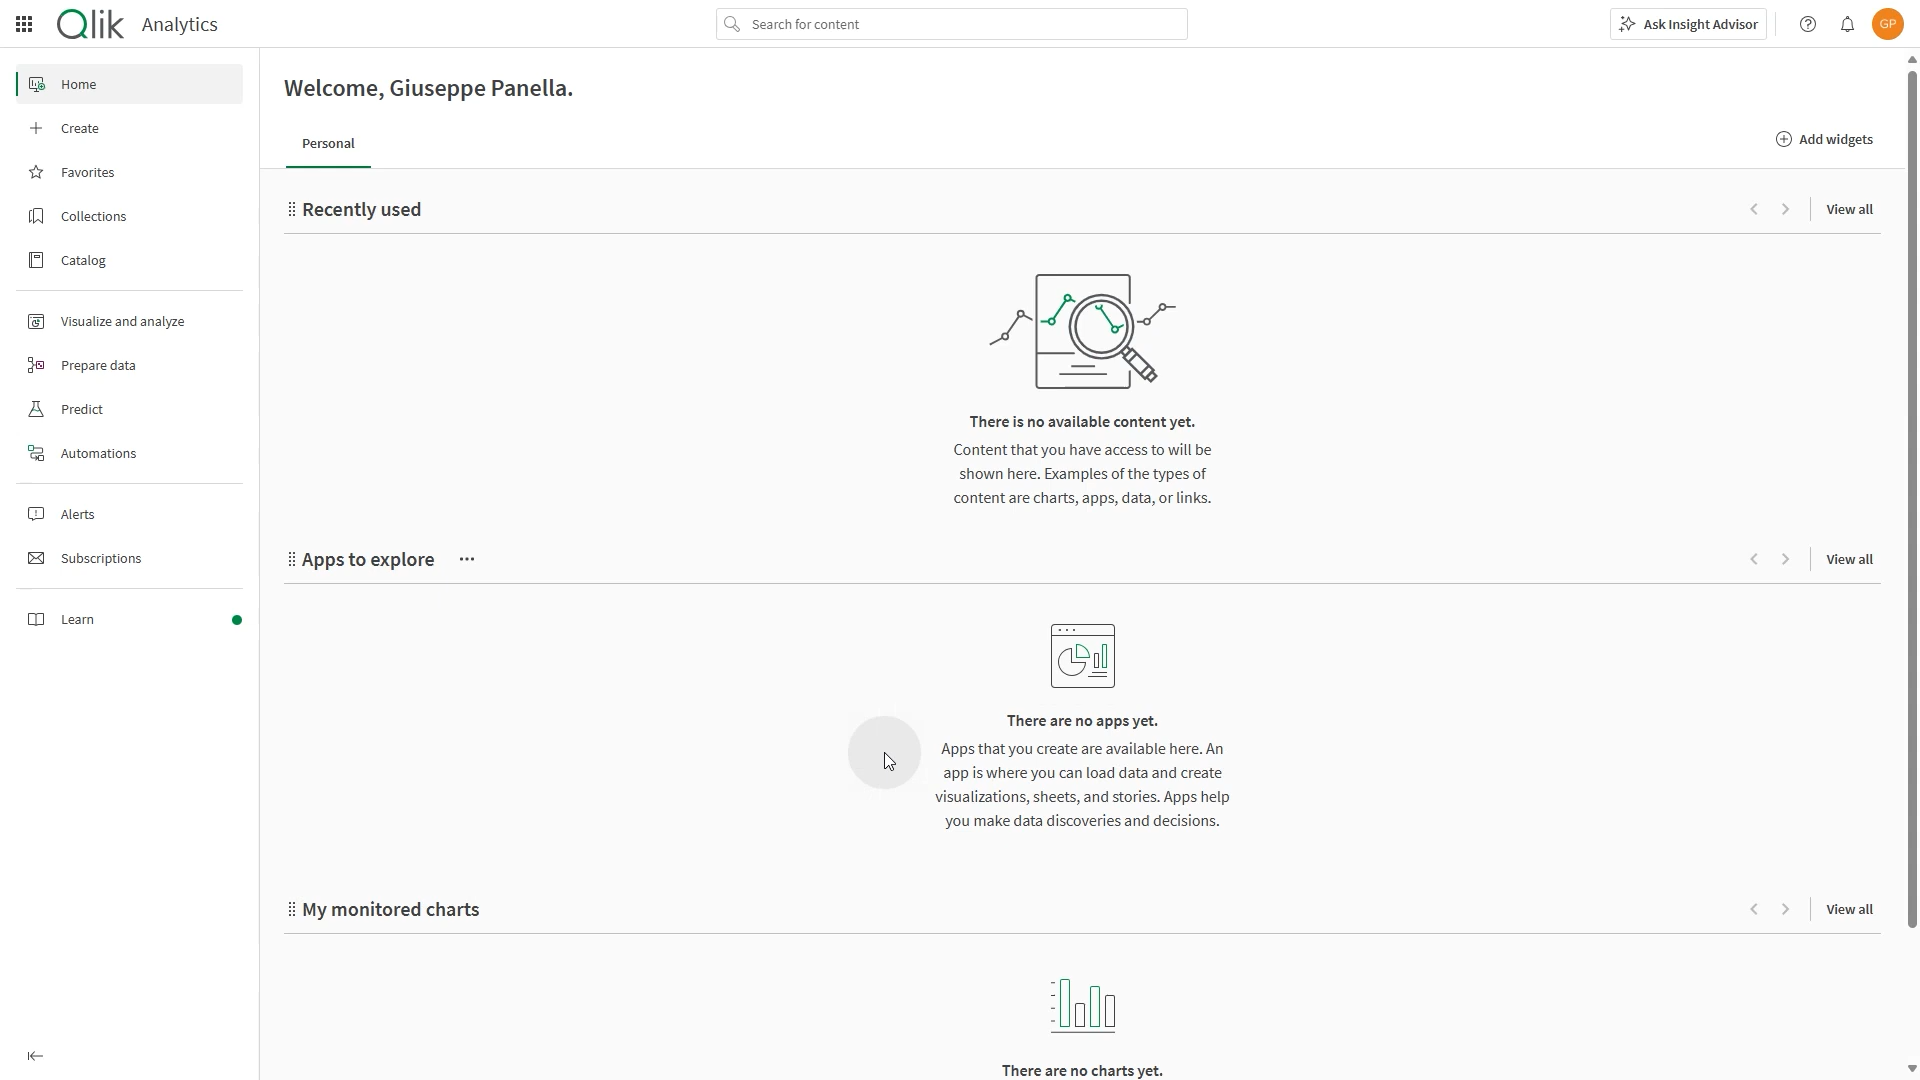 Qlik Analytics
Search for content
Ask Insight Advisor
GP
Home
Create
Favorites
Collections
Catalog
Visualize and analyze
Prepare data
Predict
Automations
Alerts
Subscriptions
Learn
Welcome, Giuseppe Panella.
Personal
Add widgets
Recently used
View all
There is no available content yet.
Content that you have access to will be
shown here. Examples of the types of
content are charts, apps, data, or links.
Apps to explore
View all
There are no apps yet.
Apps that you create are available here. An
app is where you can load data and create
visualizations, sheets, and stories. Apps help
you make data discoveries and decisions.
My monitored charts
View all
There are no charts yet.